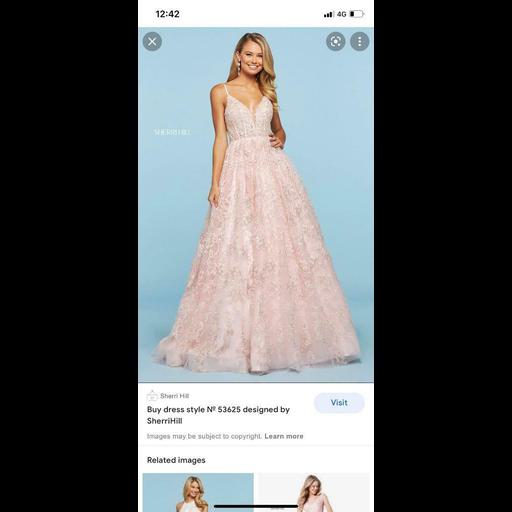 12:42
4G
SHERRI HILL
Sherri Hill
Buy dress style № 53625 designed by
SherriHill
Visit
Images may be subject to copyright. Learn more
Related images